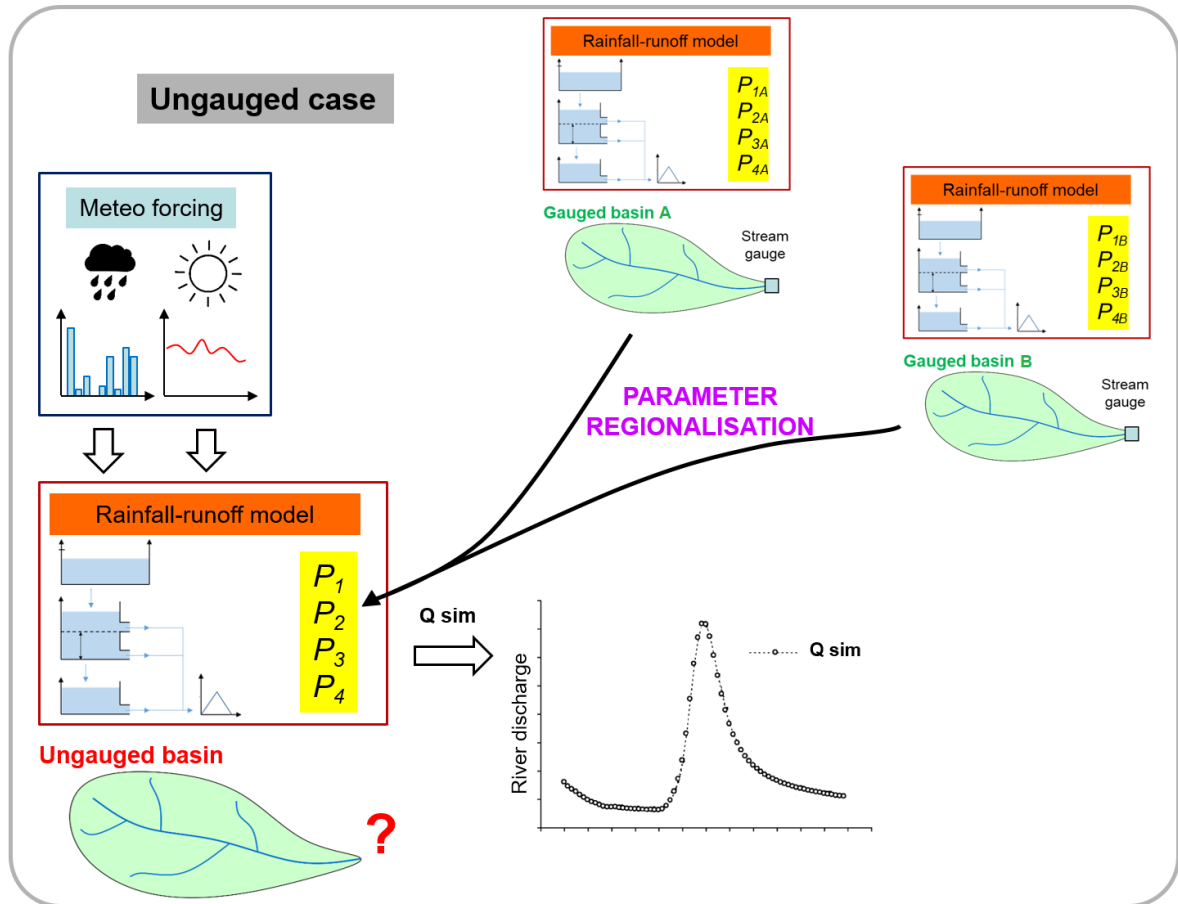 Ungauged case
Meteo forcing
Rainfall-runoff model
P1A
P2A
P3A
P4A
Gauged basin A
Stream
gauge
Rainfall-runoff model
P1B
P2B
P3B
P4B
Gauged basin B
Stream
gauge
PARAMETER
REGIONALISATION
Rainfall-runoff model
P1
P2
P3
P4
Ungauged basin
?
Q sim
River discharge
Q sim